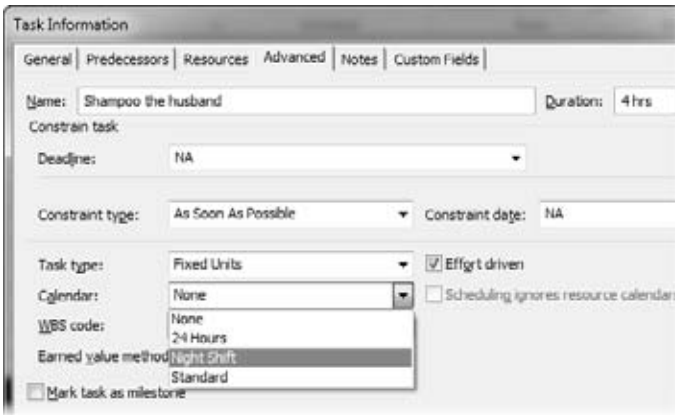 Task Information
General Predecessors Resources Advanced Notes Custom Fields
Name: Shampoo the husband Duration: 4 hrs
Constrain task
Deadline: NA
Constraint type: As Soon As Possible Constraint date: NA
Task type: Fixed Units Effort driven
Calendar: None Scheduling ignores resource calendars
None
WBS code:
24 Hours
Earned value method Night Shift
Standard
Mark task as milestone